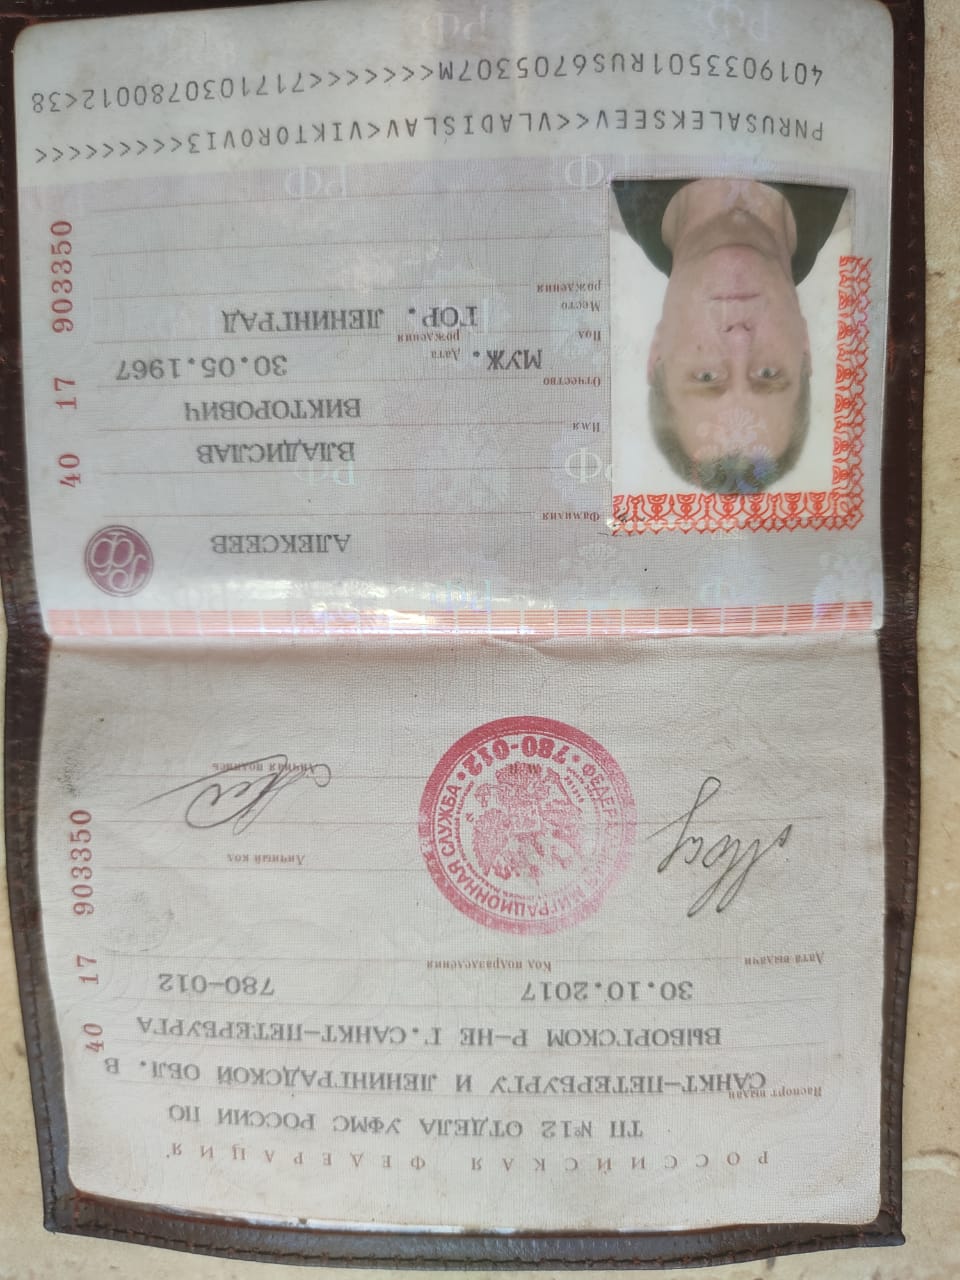 РОССИЙСКАЯ ФЕДЕРАЦИЯ
Паспорт выдан
ТП №12 ОТДЕЛА УФМС РОССИИ ПО
САНКТ-ПЕТЕРБУРГУ И ЛЕНИНГРАДСКОЙ ОБЛ. В
ВЫБОРГСКОМ Р-НЕ Г.САНКТ-ПЕТЕРБУРГА
Дата выдачи 30.10.2017 Код подразделения 780-012
Личный код
Личная подпись
М.П.
ФЕДЕРАЛЬНАЯ МИГРАЦИОННАЯ СЛУЖБА • 780-012 •
40 17 903350
Фамилия АЛЕКСЕЕВ
Имя ВЛАДИСЛАВ
Отчество ВИКТОРОВИЧ
Пол МУЖ. Дата рождения 30.05.1967
Место рождения ГОР. ЛЕНИНГРАД
40 17 903350
РФ
PNRUSALEKSEEV<<VLADISLAV<VIKTOROVI3<<<<<<<<<
4019033501RUS6705307M<<<<<<<7171030780012<38